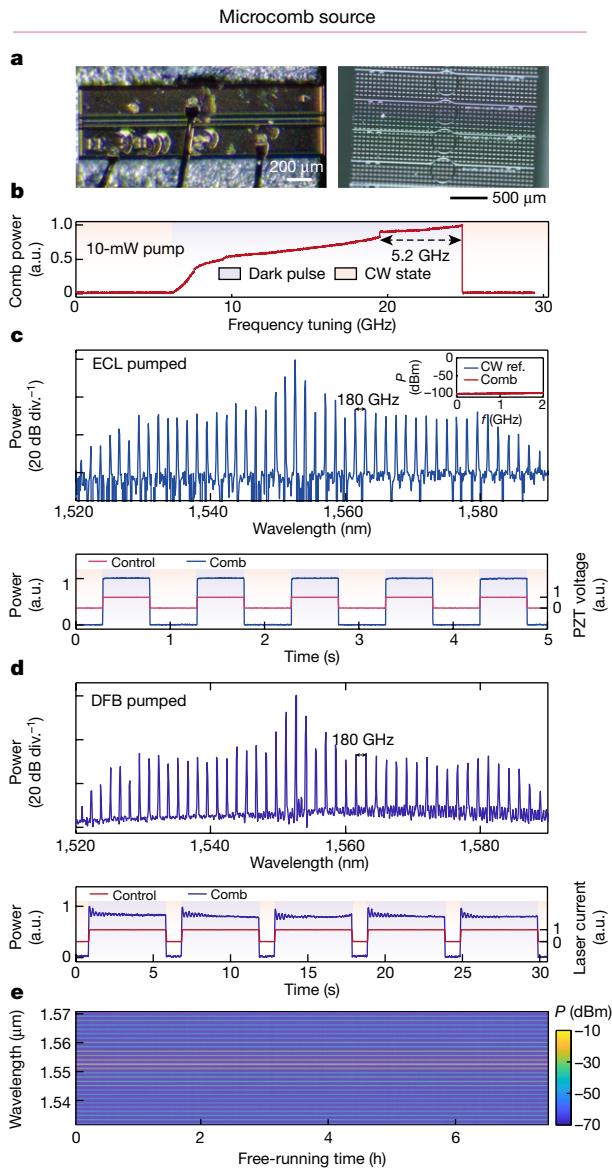 Microcomb source
a
200 μm
500 μm
b
Comb power
(a.u.)
1.0
0.5
0
10-mW pump
5.2 GHz
Dark pulse
CW state
0 10 20 30
Frequency tuning (GHz)
c
Power
(20 dB div.⁻¹)
ECL pumped
180 GHz
P
(dBm)
0
−50
−100
CW ref.
Comb
0 1 2
f (GHz)
1,520 1,540 1,560 1,580
Wavelength (nm)
Control Comb
Power
(a.u.)
1
0
1
0
PZT voltage
(a.u.)
0 1 2 3 4 5
Time (s)
d
Power
(20 dB div.⁻¹)
DFB pumped
180 GHz
1,520 1,540 1,560 1,580
Wavelength (nm)
Control Comb
Power
(a.u.)
1
0
1
0
Laser current
(a.u.)
0 5 10 15 20 25 30
Time (s)
e
Wavelength (μm)
1.57
1.56
1.55
1.54
P (dBm)
−10
−30
−50
−70
0 2 4 6
Free-running time (h)